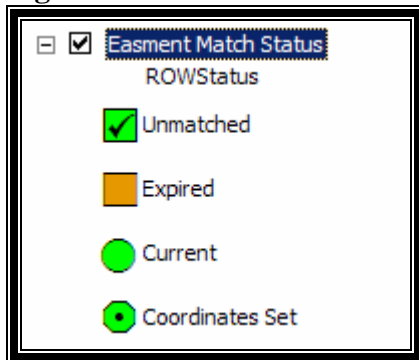 Easment Match Status
ROWStatus
Unmatched
Expired
Current
Coordinates Set